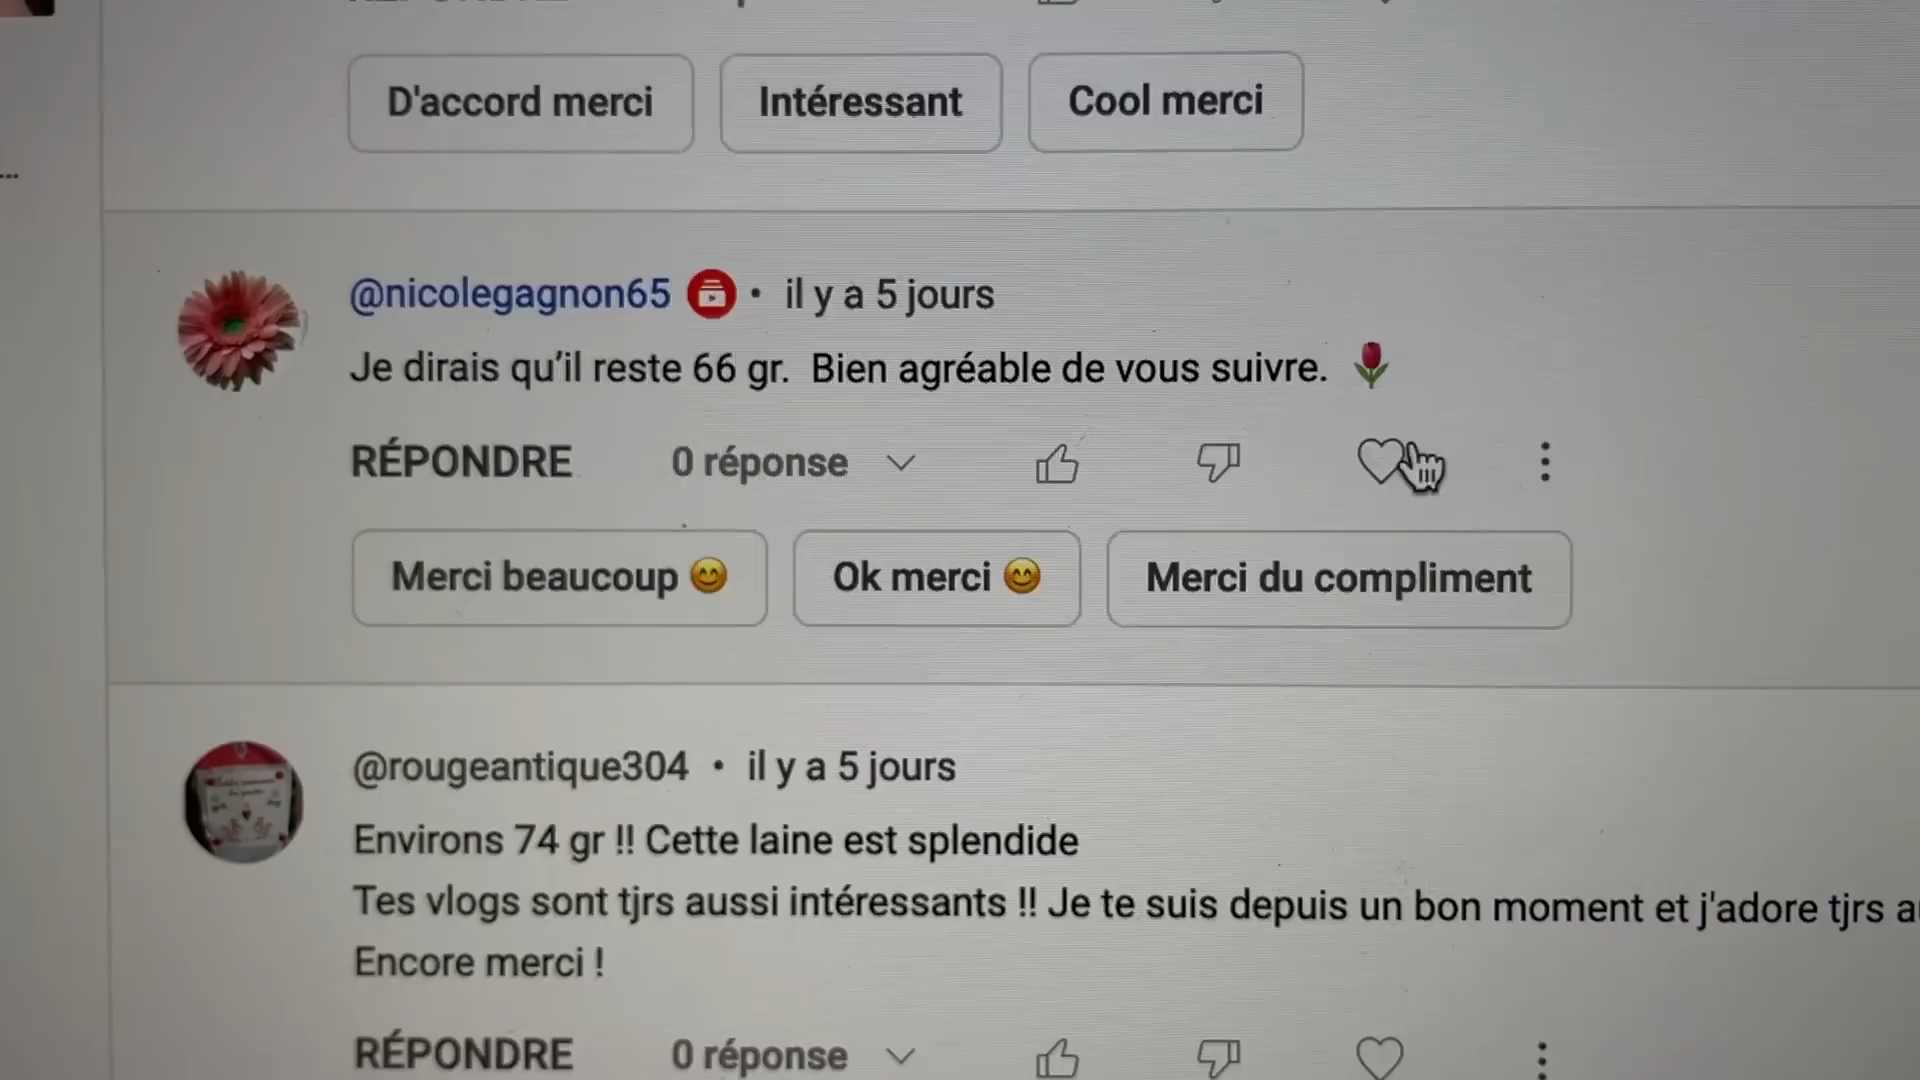 D'accord merci Intéressant Cool merci
@nicolegagnon65 • il y a 5 jours
Je dirais qu’il reste 66 gr. Bien agréable de vous suivre. 🌷
RÉPONDRE 0 réponse
Merci beaucoup 😊 Ok merci 😊 Merci du compliment
@rougeantique304 • il y a 5 jours
Environs 74 gr !! Cette laine est splendide
Tes vlogs sont tjrs aussi intéressants !! Je te suis depuis un bon moment et j'adore tjrs
Encore merci !
RÉPONDRE 0 réponse